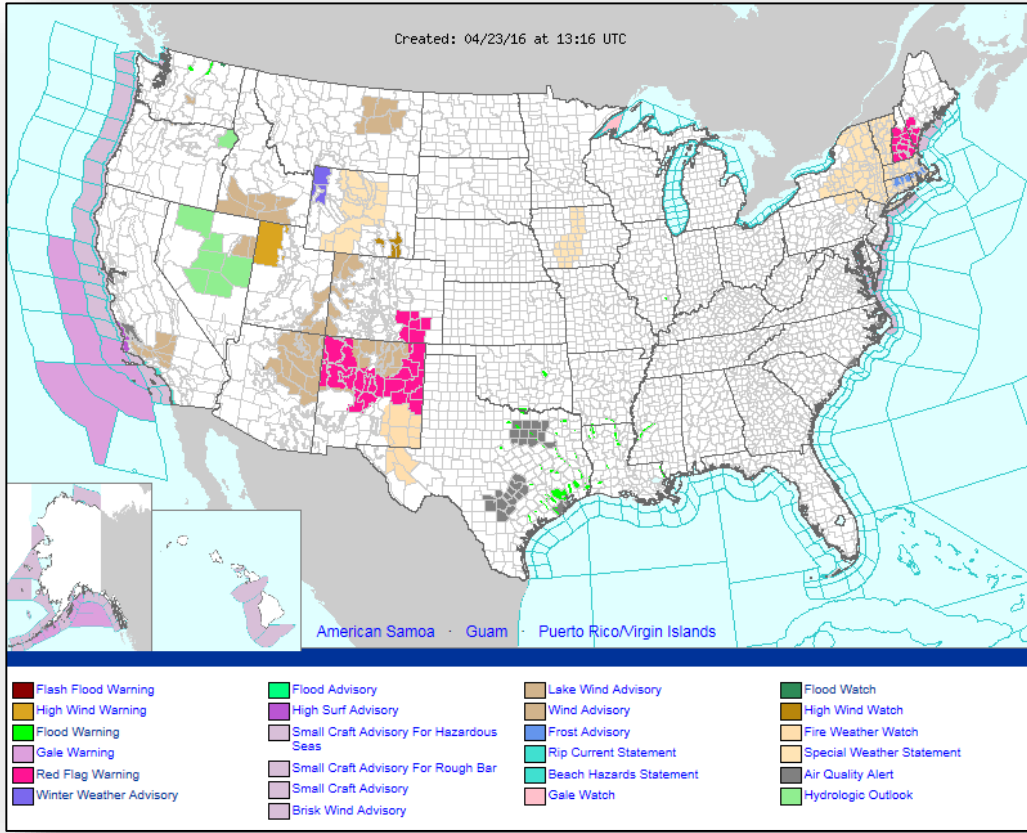 Created: 04/23/16 at 13:16 UTC
American Samoa · Guam · Puerto Rico/Virgin Islands
Flash Flood Warning
High Wind Warning
Flood Warning
Gale Warning
Red Flag Warning
Winter Weather Advisory
Flood Advisory
High Surf Advisory
Small Craft Advisory For Hazardous
Seas
Small Craft Advisory For Rough Bar
Small Craft Advisory
Brisk Wind Advisory
Lake Wind Advisory
Wind Advisory
Frost Advisory
Rip Current Statement
Beach Hazards Statement
Gale Watch
Flood Watch
High Wind Watch
Fire Weather Watch
Special Weather Statement
Air Quality Alert
Hydrologic Outlook